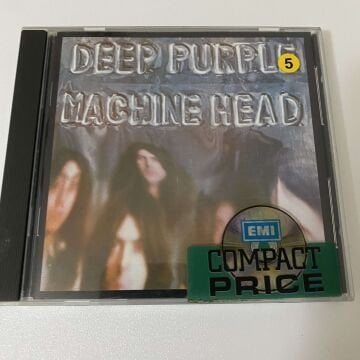 DEEP PURPLE
5
MACHINE HEAD
EMI
COMPACT
PRICE